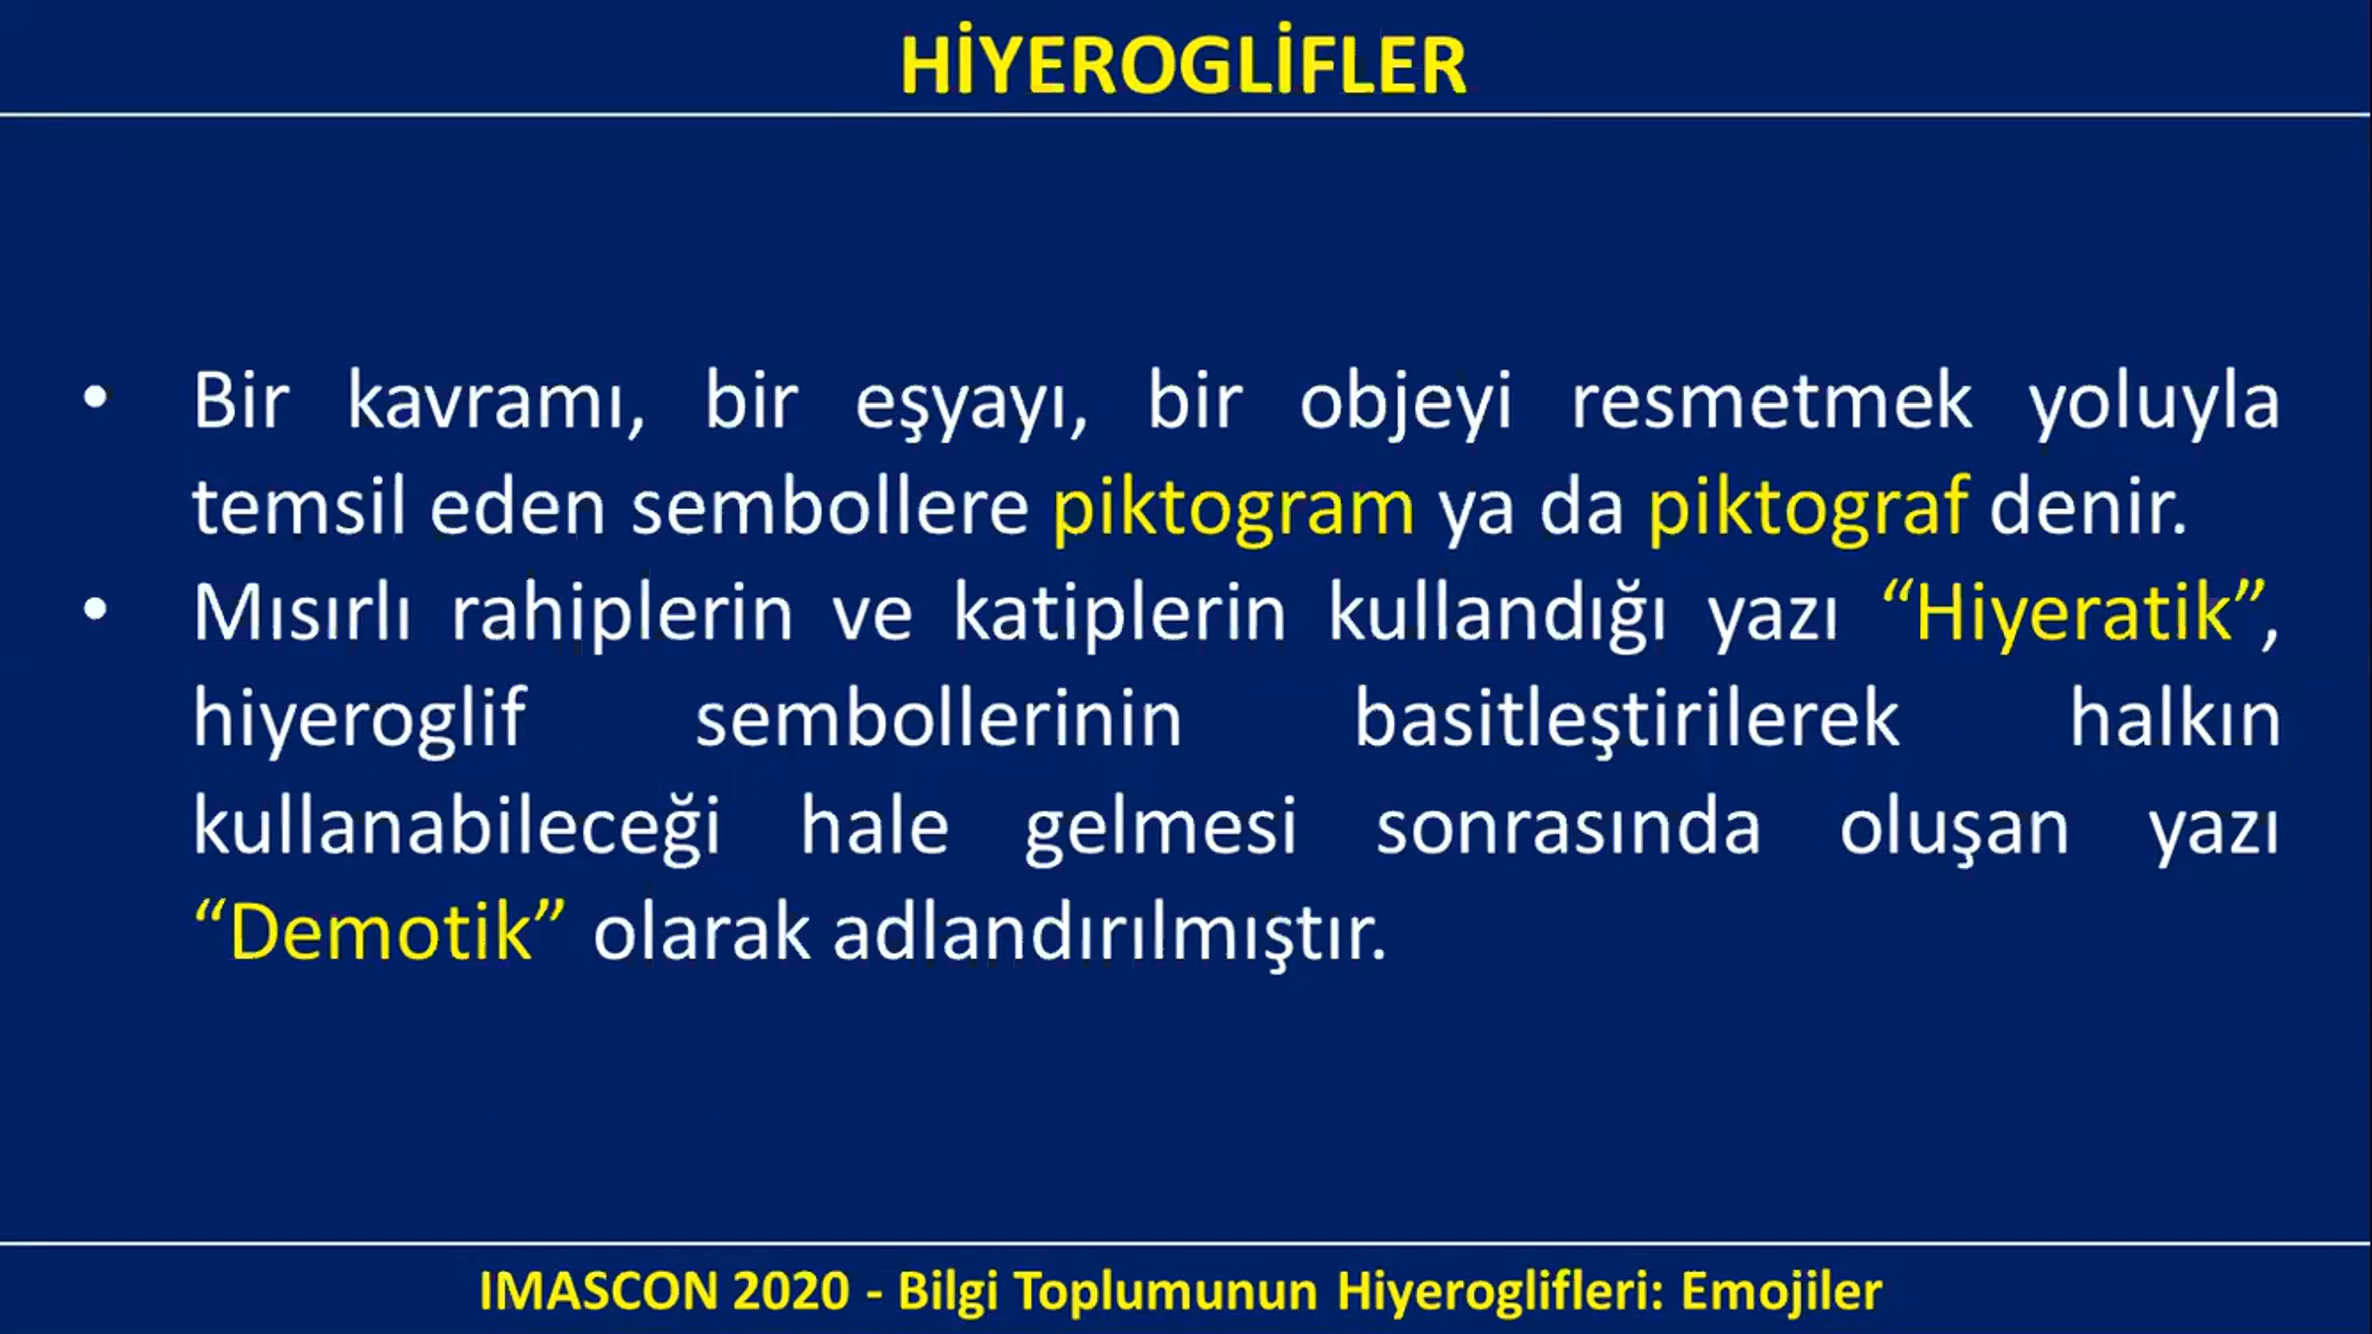 HİYEROGLİFLER
• Bir kavramı, bir eşyayı, bir objeyi resmetmek yoluyla
temsil eden sembollere piktogram ya da piktograf denir.
• Mısırlı rahiplerin ve katiplerin kullandığı yazı “Hiyeratik”,
hiyeroglif sembollerinin basitleştirilerek halkın
kullanabileceği hale gelmesi sonrasında oluşan yazı
“Demotik” olarak adlandırılmıştır.
IMASCON 2020 - Bilgi Toplumunun Hiyeroglifleri: Emojiler